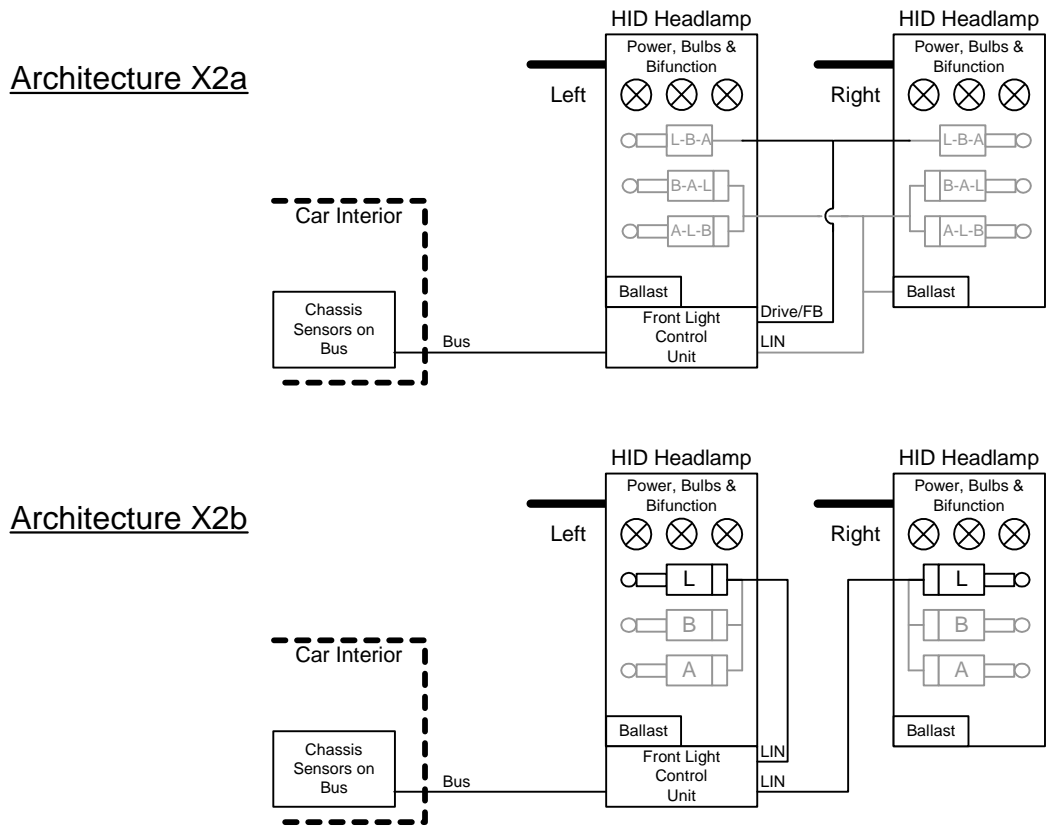 Architecture X2a
HID Headlamp
HID Headlamp
Power, Bulbs &
Bifunction
Power, Bulbs &
Bifunction
Left
Right
L-B-A
L-B-A
B-A-L
B-A-L
A-L-B
A-L-B
Car Interior
Ballast
Ballast
Chassis
Sensors on
Bus
Bus
Front Light
Control
Unit
Drive/FB
LIN
Architecture X2b
HID Headlamp
HID Headlamp
Power, Bulbs &
Bifunction
Power, Bulbs &
Bifunction
Left
Right
L
L
B
B
A
A
Car Interior
Ballast
Ballast
Chassis
Sensors on
Bus
Bus
Front Light
Control
Unit
LIN
LIN